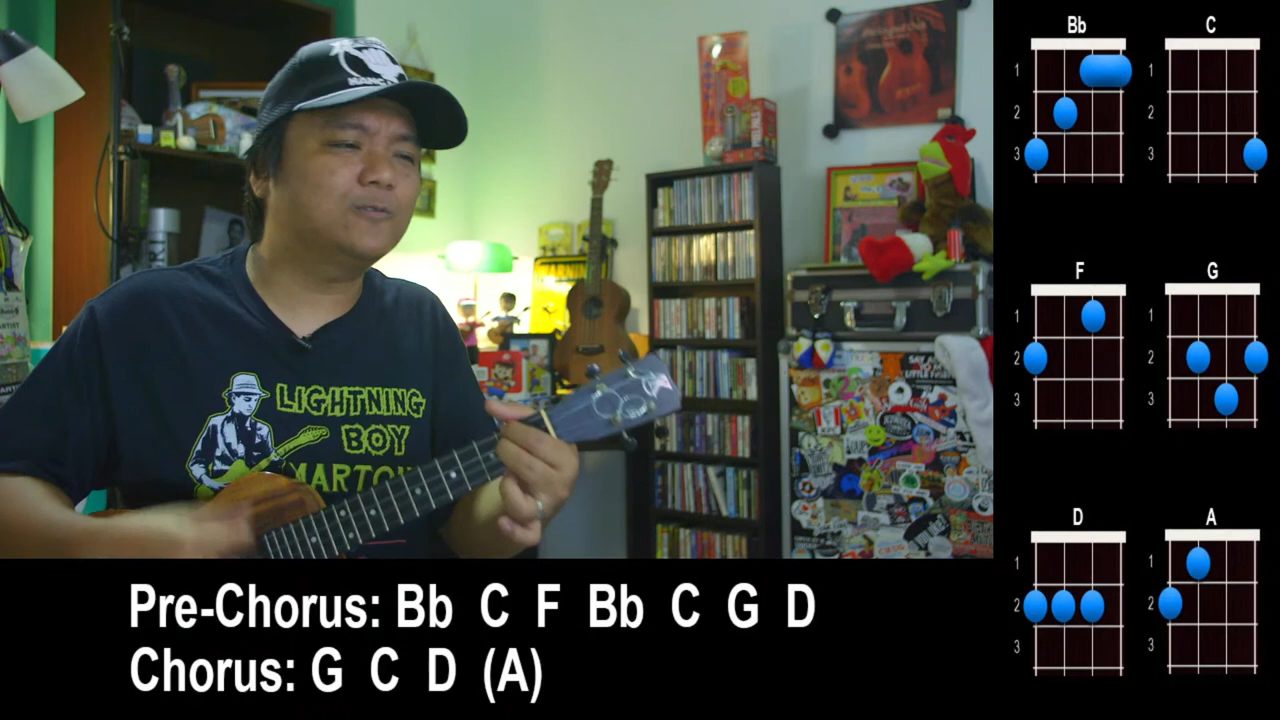 Bb C
1 1
2 2
3 3
F G
1 1
2 2
3 3
D A
1 1
2 2
3 3
LIGHTNING
BOY
Pre-Chorus: Bb C F Bb C G D
Chorus: G C D (A)